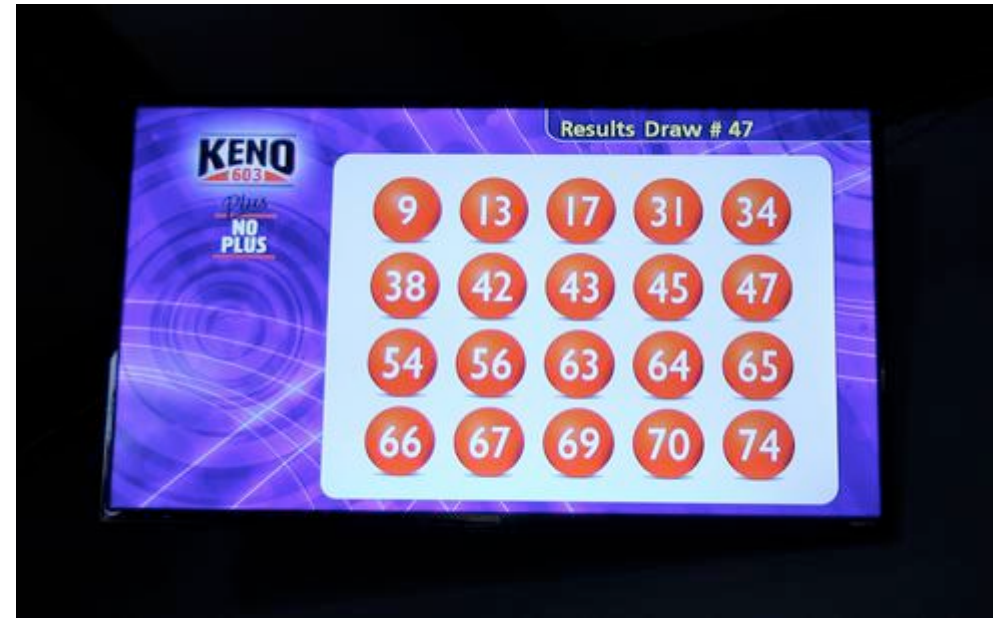 Results Draw # 47
KENO
603
Plus
NO
PLUS
9 13 17 31 34
38 42 43 45 47
54 56 63 64 65
66 67 69 70 74